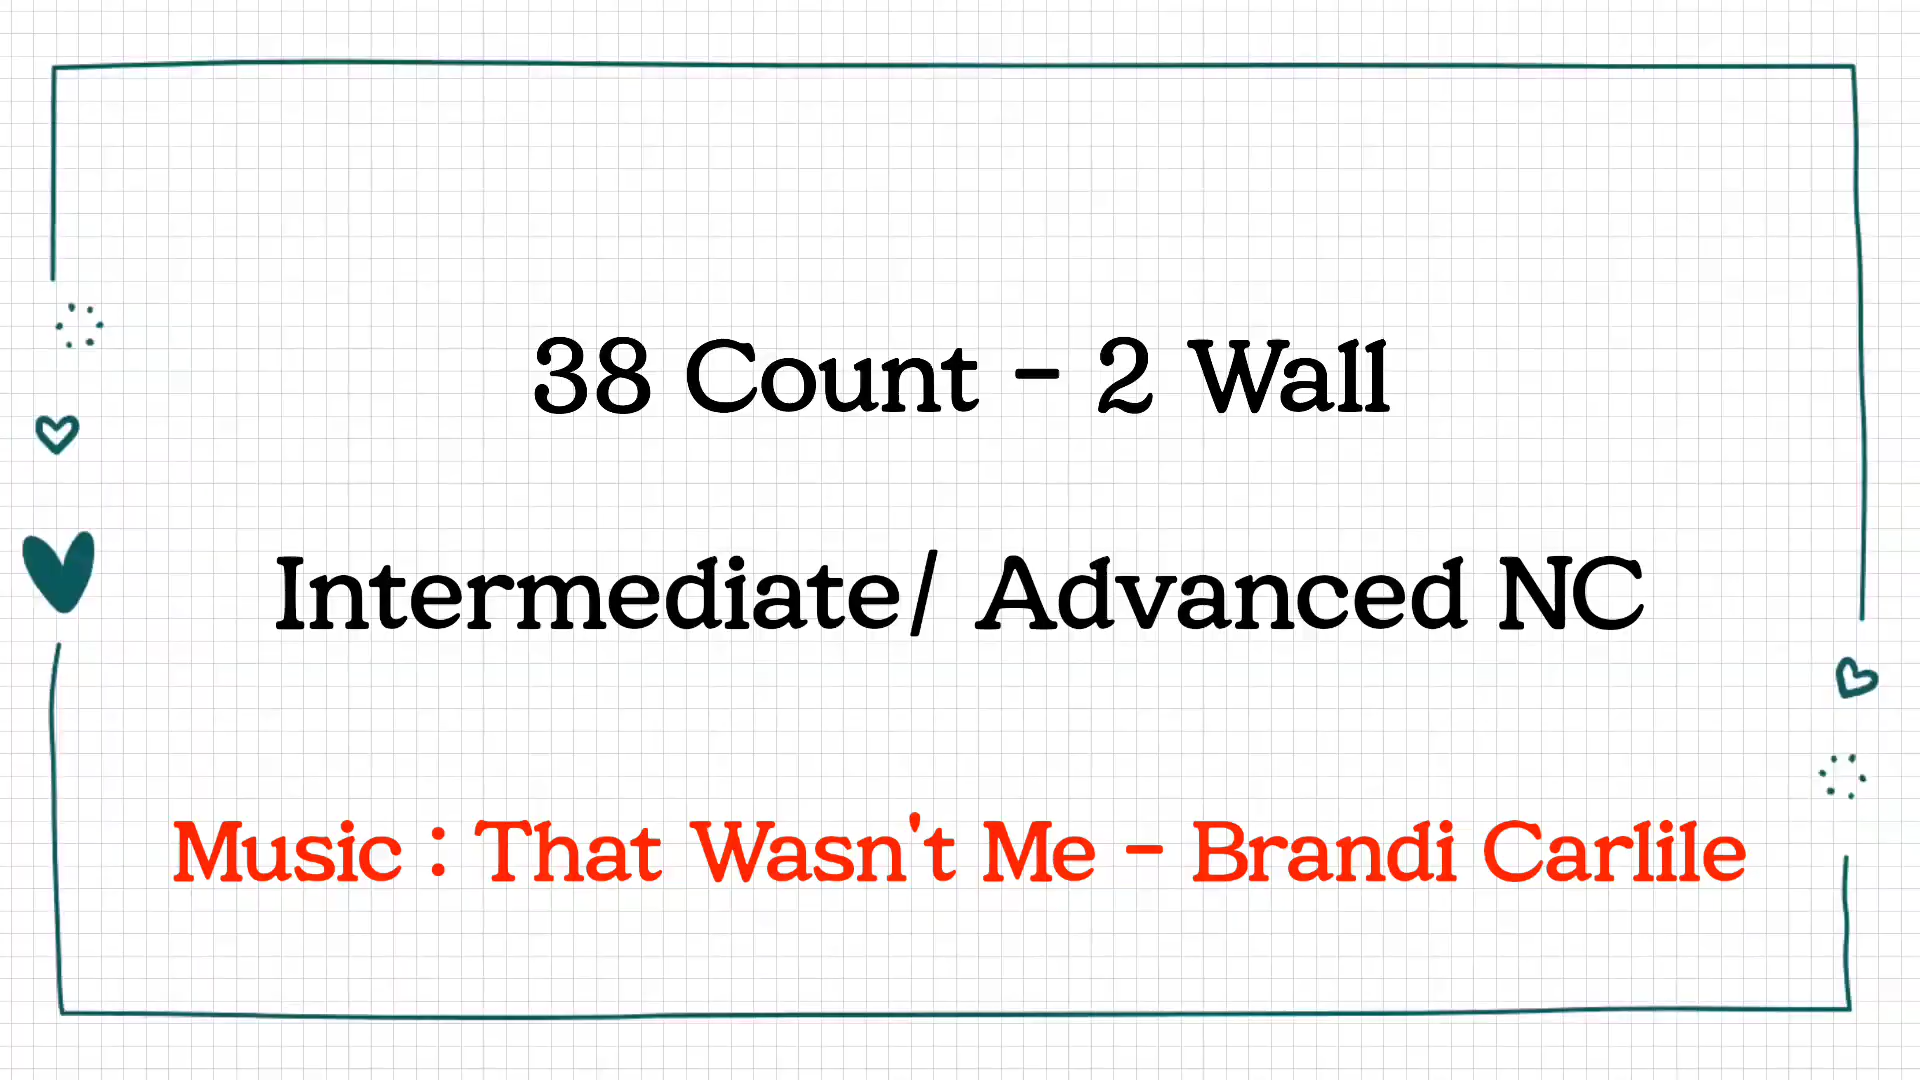 38 Count - 2 Wall
Intermediate/ Advanced NC
Music : That Wasn't Me - Brandi Carlile